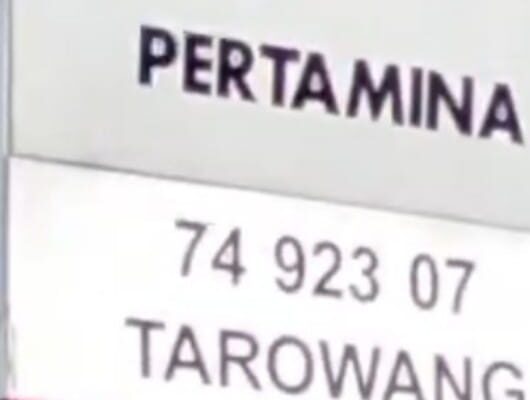 PERTAMINA
74 923 07
TAROWANG